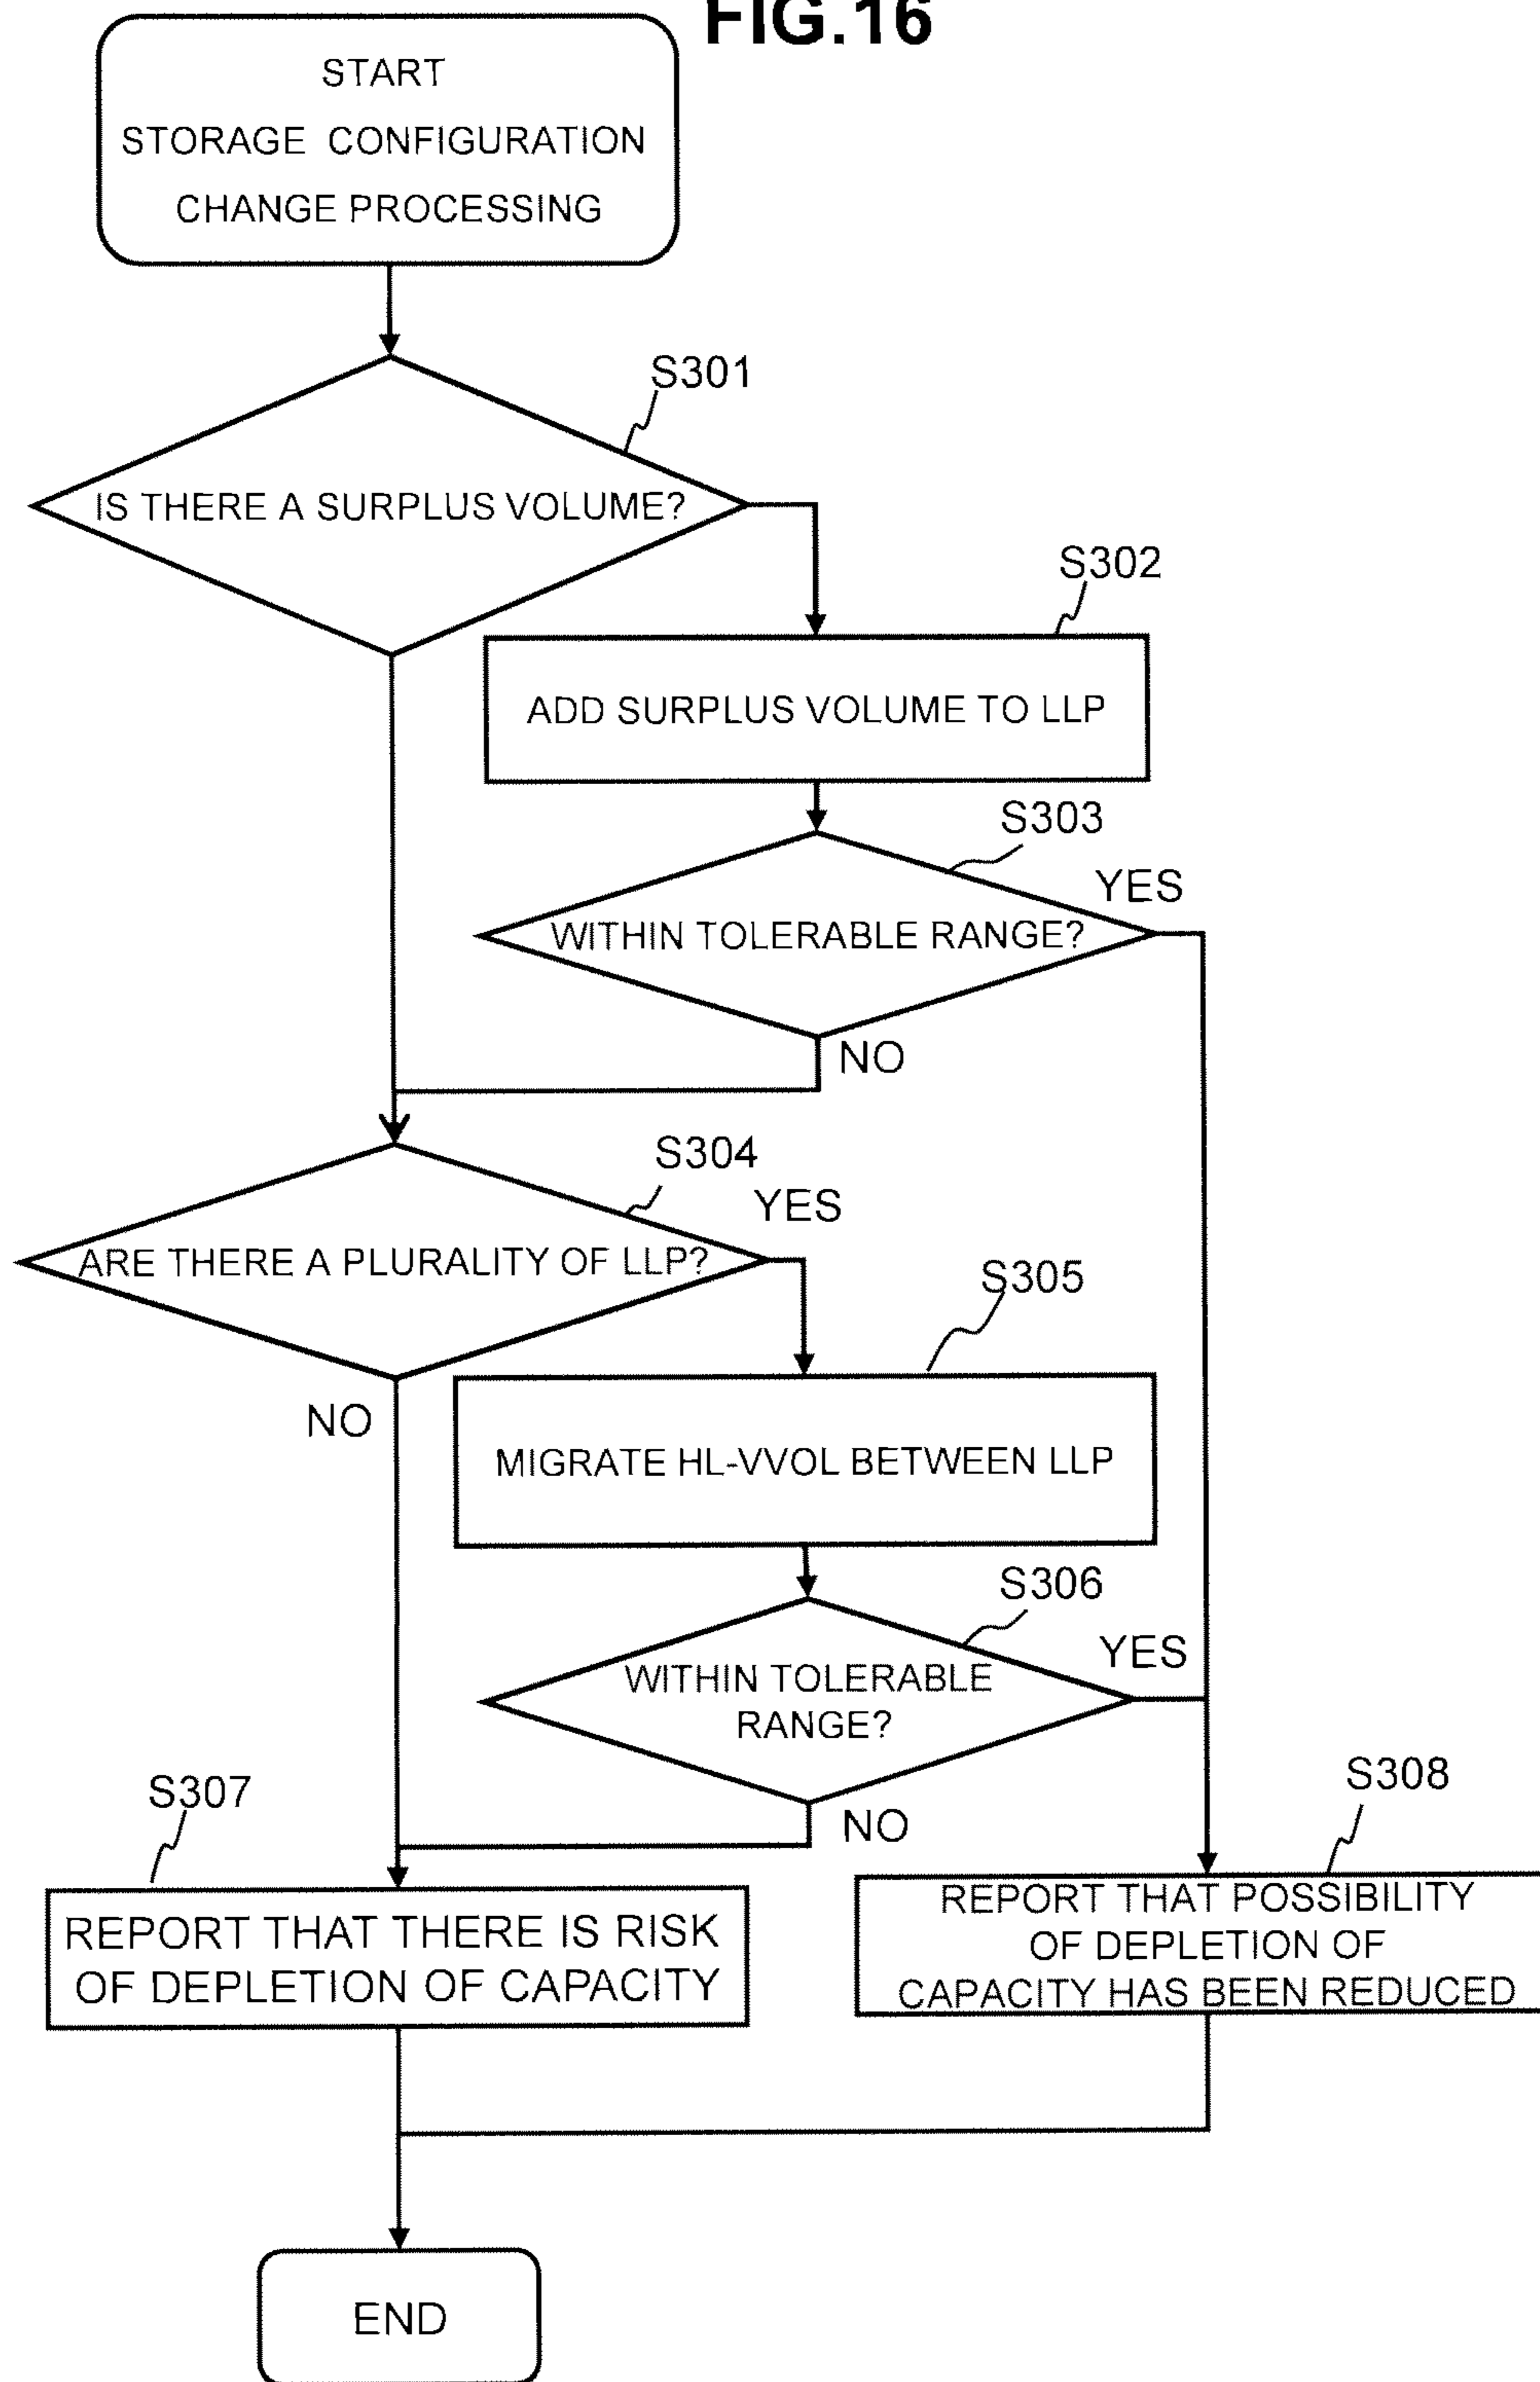 FIG.16
START
STORAGE CONFIGURATION
CHANGE PROCESSING
S301
IS THERE A SURPLUS VOLUME?
S302
ADD SURPLUS VOLUME TO LLP
S303
YES
WITHIN TOLERABLE RANGE?
NO
S304
YES
ARE THERE A PLURALITY OF LLP?
S305
NO
MIGRATE HL-VVOL BETWEEN LLP
S306
YES
WITHIN TOLERABLE
RANGE?
S307
S308
NO
REPORT THAT THERE IS RISK
OF DEPLETION OF CAPACITY
REPORT THAT POSSIBILITY
OF DEPLETION OF
CAPACITY HAS BEEN REDUCED
END